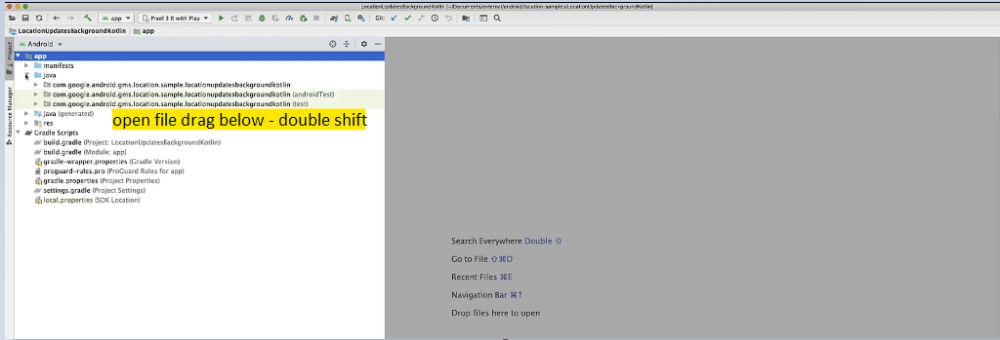 LocationUpdatesBackgroundKotlin [~/Documents/external/android/location-samples/LocationUpdatesBackgroundKotlin]
app Pixel 3 R with Play Git:
LocationUpdatesBackgroundKotlin app
1: Project
Resource Manager
Android
app
manifests
java
com.google.android.gms.location.sample.locationupdatesbackgroundkotlin
com.google.android.gms.location.sample.locationupdatesbackgroundkotlin (androidTest)
com.google.android.gms.location.sample.locationupdatesbackgroundkotlin (test)
java (generated)
open file drag below - double shift
res
Gradle Scripts
build.gradle (Project: LocationUpdatesBackgroundKotlin)
build.gradle (Module: app)
gradle-wrapper.properties (Gradle Version)
proguard-rules.pro (ProGuard Rules for app)
gradle.properties (Project Properties)
settings.gradle (Project Settings)
local.properties (SDK Location)
Search Everywhere Double ⇧
Go to File ⇧⌘O
Recent Files ⌘E
Navigation Bar ⌘↑
Drop files here to open